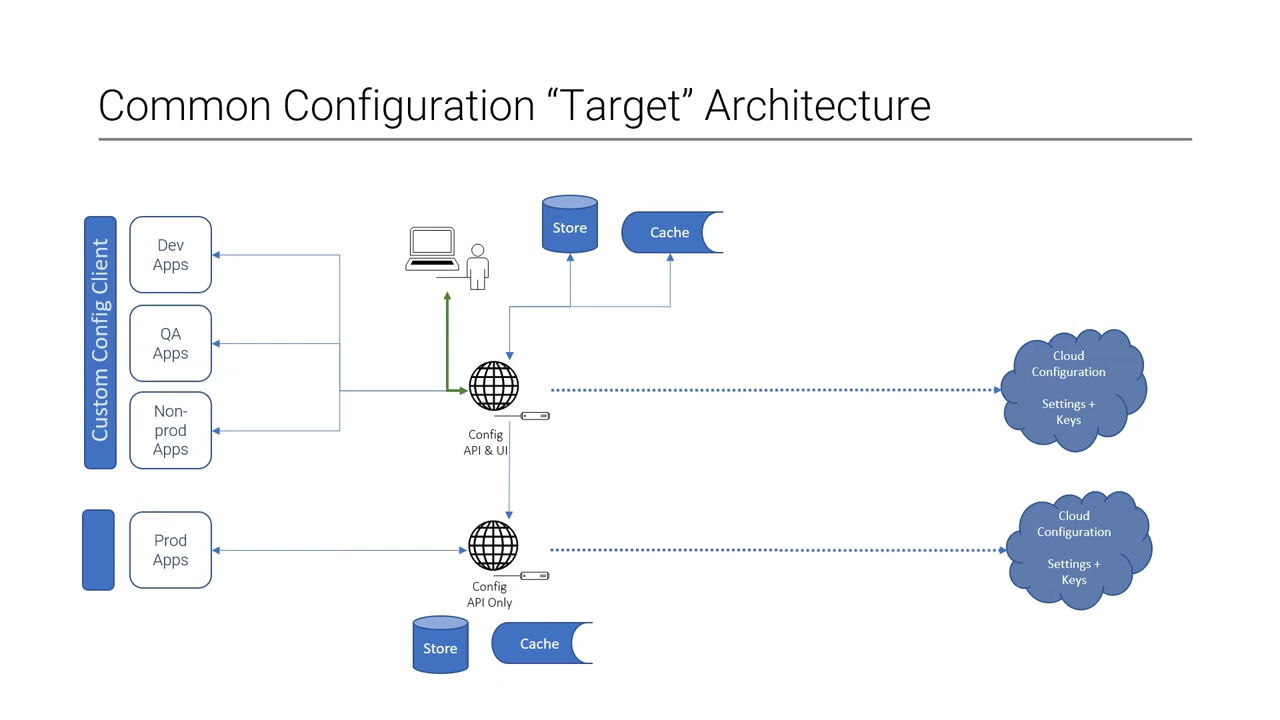 Common Configuration “Target” Architecture
Custom Config Client
Dev
Apps
QA
Apps
Non-
prod
Apps
Prod
Apps
Store
Cache
Config
API & UI
Cloud
Configuration
Settings +
Keys
Config
API Only
Cloud
Configuration
Settings +
Keys
Store
Cache